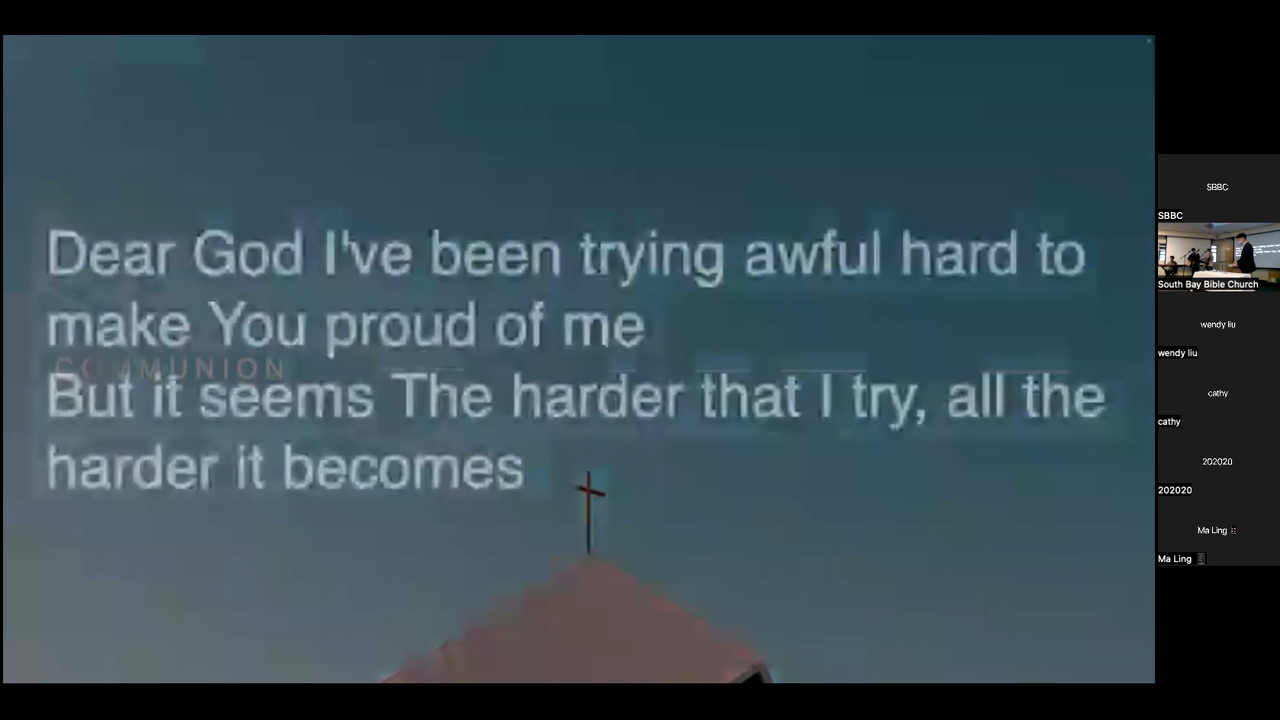 Dear God I've been trying awful hard to
make You proud of me
COMMUNION
But it seems The harder that I try, all the
harder it becomes
SBBC
SBBC
South Bay Bible Church
wendy liu
wendy liu
cathy
cathy
202020
202020
Ma Ling
Ma Ling